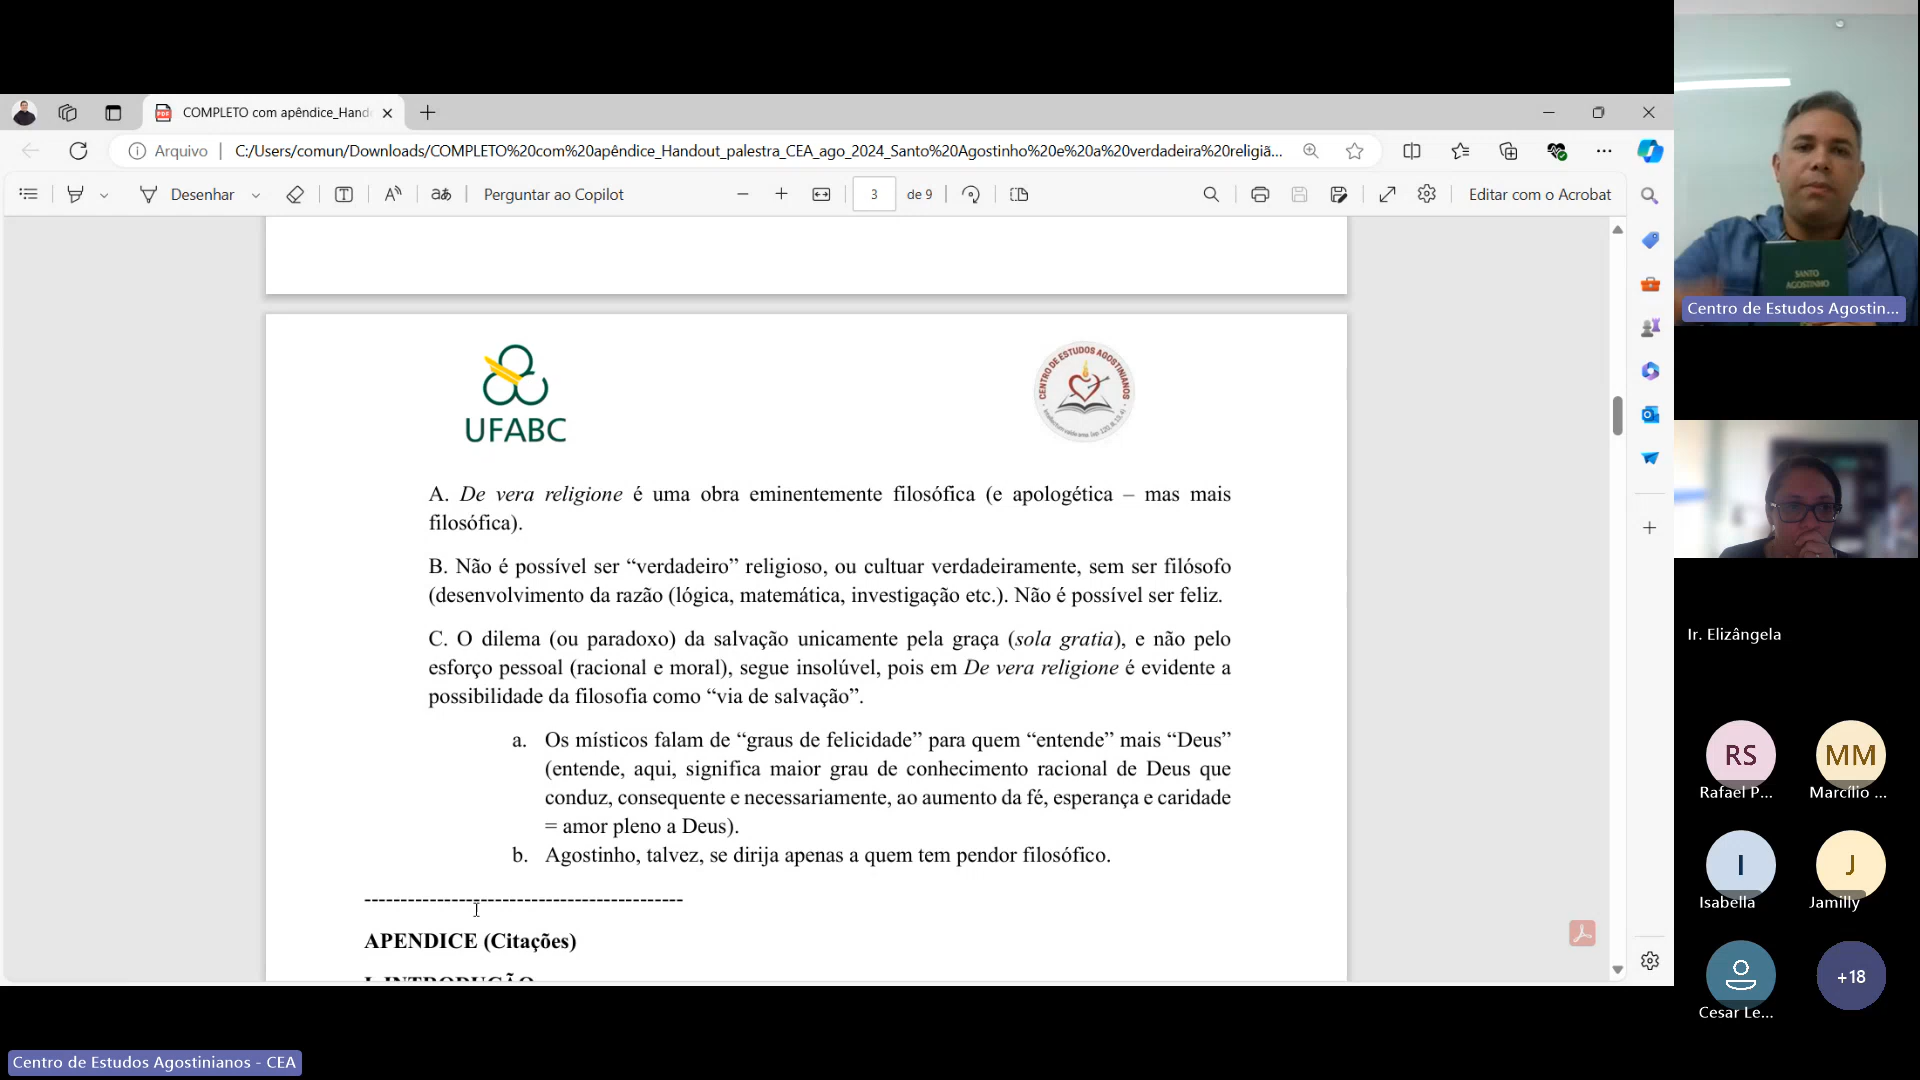 COMPLETO com apêndice_Hand
Arquivo
C:/Users/comun/Downloads/COMPLETO%20com%20apêndice_Handout_palestra_CEA_ago_2024_Santo%20Agostinho%20e%20a%20verdadeira%20religiã...
Desenhar
Perguntar ao Copilot
3
de 9
Editar com o Acrobat
UFABC
CENTRO DE ESTUDOS AGOSTINIANOS
A. De vera religione é uma obra eminentemente filosófica (e apologética – mas mais
filosófica).
B. Não é possível ser “verdadeiro” religioso, ou cultuar verdadeiramente, sem ser filósofo
(desenvolvimento da razão (lógica, matemática, investigação etc.). Não é possível ser feliz.
C. O dilema (ou paradoxo) da salvação unicamente pela graça (sola gratia), e não pelo
esforço pessoal (racional e moral), segue insolúvel, pois em De vera religione é evidente a
possibilidade da filosofia como “via de salvação”.
a. Os místicos falam de “graus de felicidade” para quem “entende” mais “Deus”
(entende, aqui, significa maior grau de conhecimento racional de Deus que
conduz, consequente e necessariamente, ao aumento da fé, esperança e caridade
= amor pleno a Deus).
b. Agostinho, talvez, se dirija apenas a quem tem pendor filosófico.
--------------------------------------------
APENDICE (Citações)
I. INTRODUÇÃO
SANTO
AGOSTINHO
Centro de Estudos Agostin...
Ir. Elizângela
RS
Rafael P...
MM
Marcílio ...
I
Isabella
J
Jamilly
Cesar Le...
+18
Centro de Estudos Agostinianos - CEA